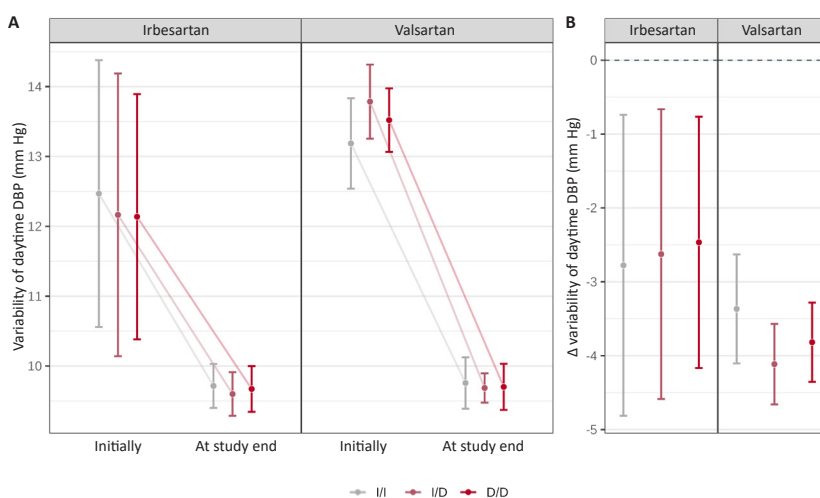 A
Irbesartan
Valsartan
Variability of daytime DBP (mm Hg)
14
13
12
11
10
Initially
At study end
Initially
At study end
B
Irbesartan
Valsartan
Δ variability of daytime DBP (mm Hg)
0
-1
-2
-3
-4
-5
I/I
I/D
D/D